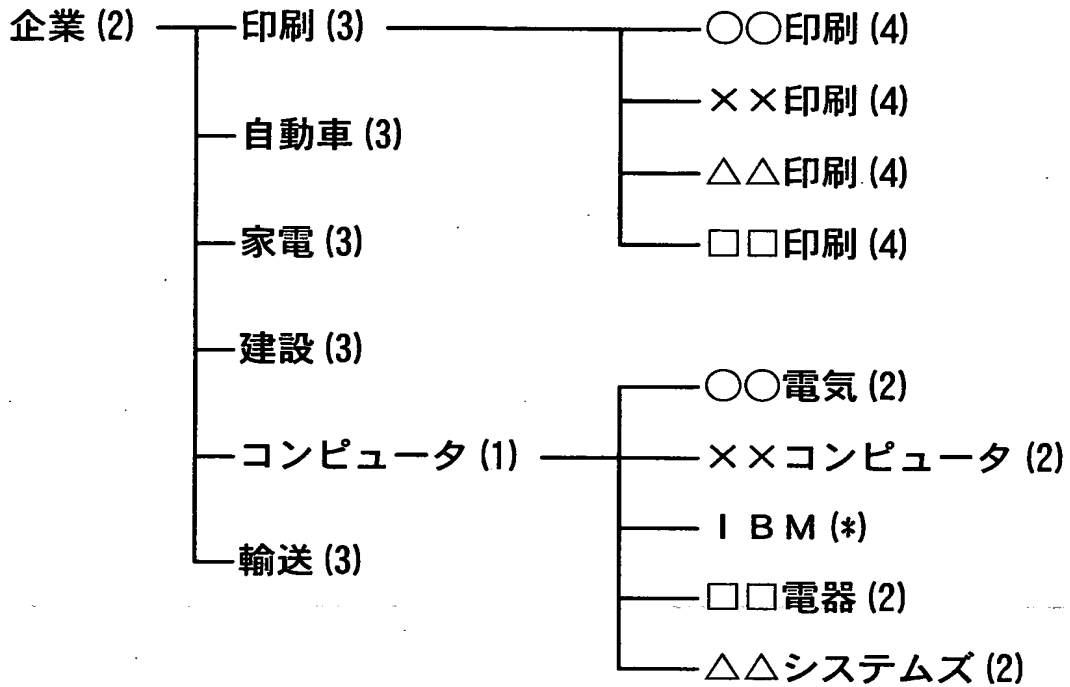 企業 (2)
印刷 (3)
○○印刷 (4)
××印刷 (4)
自動車 (3)
△△印刷 (4)
家電 (3)
□□印刷 (4)
建設 (3)
○○電気 (2)
コンピュータ (1)
××コンピュータ (2)
ＩＢＭ (*)
輸送 (3)
□□電器 (2)
△△システムズ (2)